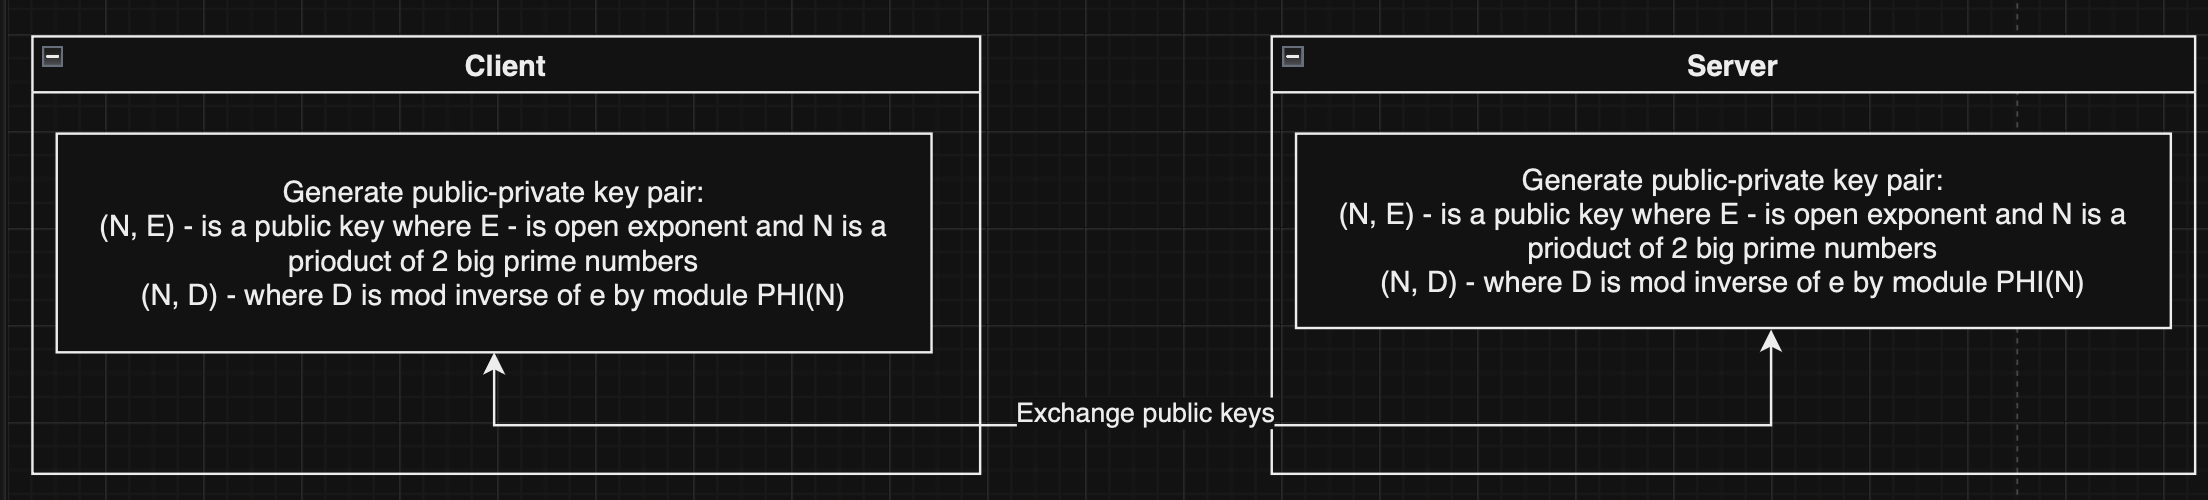 Client
Generate public-private key pair:
(N, E) - is a public key where E - is open exponent and N is a
prioduct of 2 big prime numbers
(N, D) - where D is mod inverse of e by module PHI(N)
Server
Generate public-private key pair:
(N, E) - is a public key where E - is open exponent and N is a
prioduct of 2 big prime numbers
(N, D) - where D is mod inverse of e by module PHI(N)
Exchange public keys